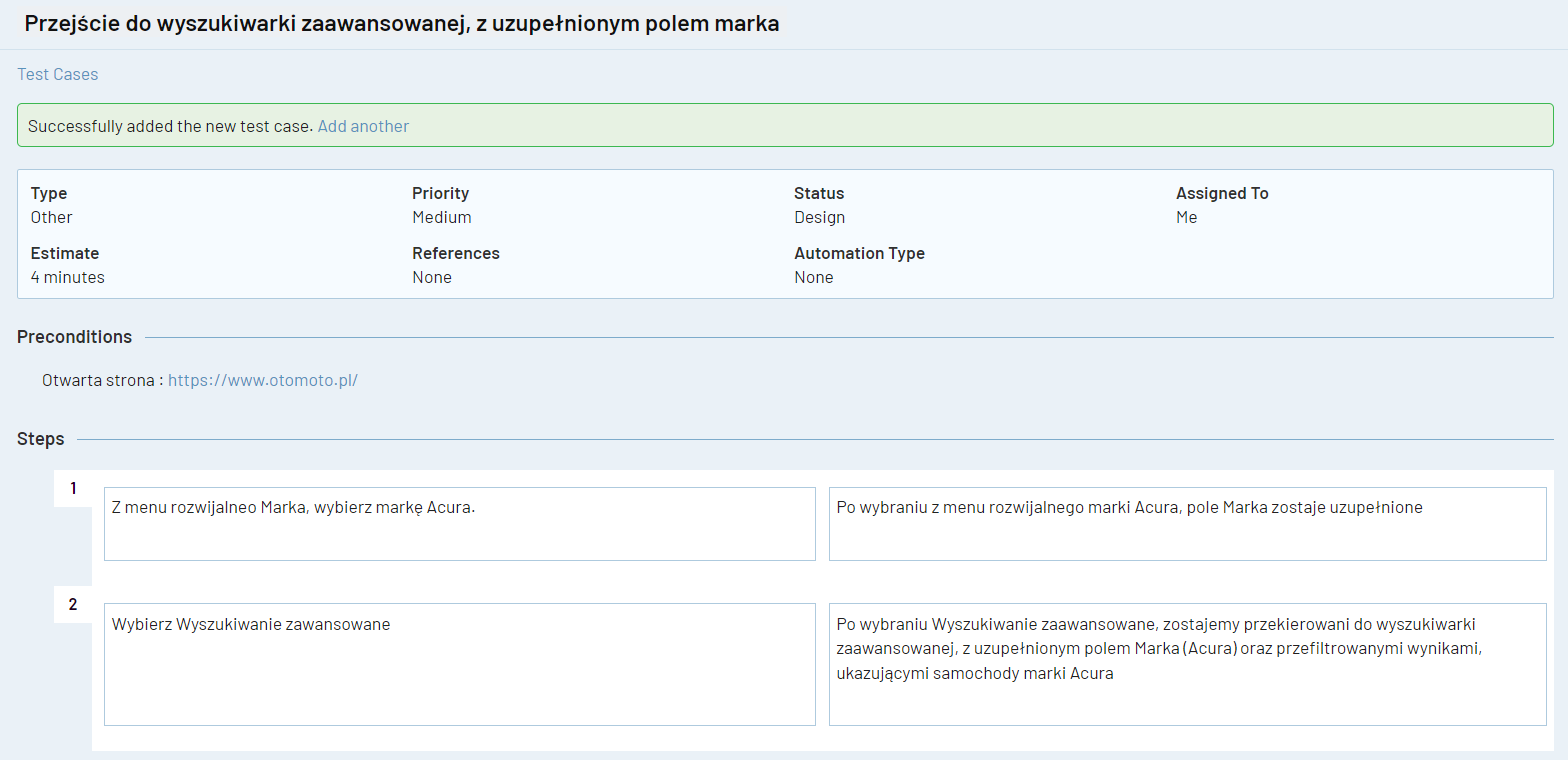 Przejście do wyszukiwarki zaawansowanej, z uzupełnionym polem marka
Test Cases
Successfully added the new test case. Add another
Type
Other
Priority
Medium
Status
Design
Assigned To
Me
Estimate
4 minutes
References
None
Automation Type
None
Preconditions
Otwarta strona : https://www.otomoto.pl/
Steps
1
Z menu rozwijalneo Marka, wybierz markę Acura.
Po wybraniu z menu rozwijalnego marki Acura, pole Marka zostaje uzupełnione
2
Wybierz Wyszukiwanie zawansowane
Po wybraniu Wyszukiwanie zaawansowane, zostajemy przekierowani do wyszukiwarki
zaawansowanej, z uzupełnionym polem Marka (Acura) oraz przefiltrowanymi wynikami,
ukazującymi samochody marki Acura